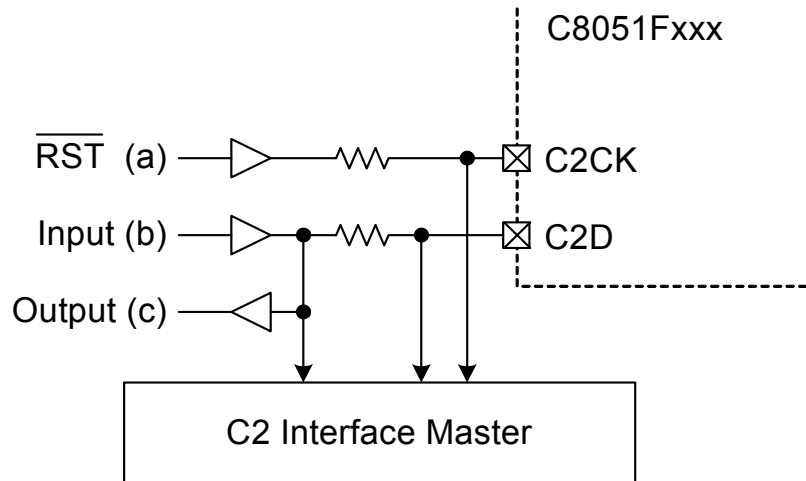 C8051Fxxx
RST (a)
C2CK
Input (b)
C2D
Output (c)
C2 Interface Master